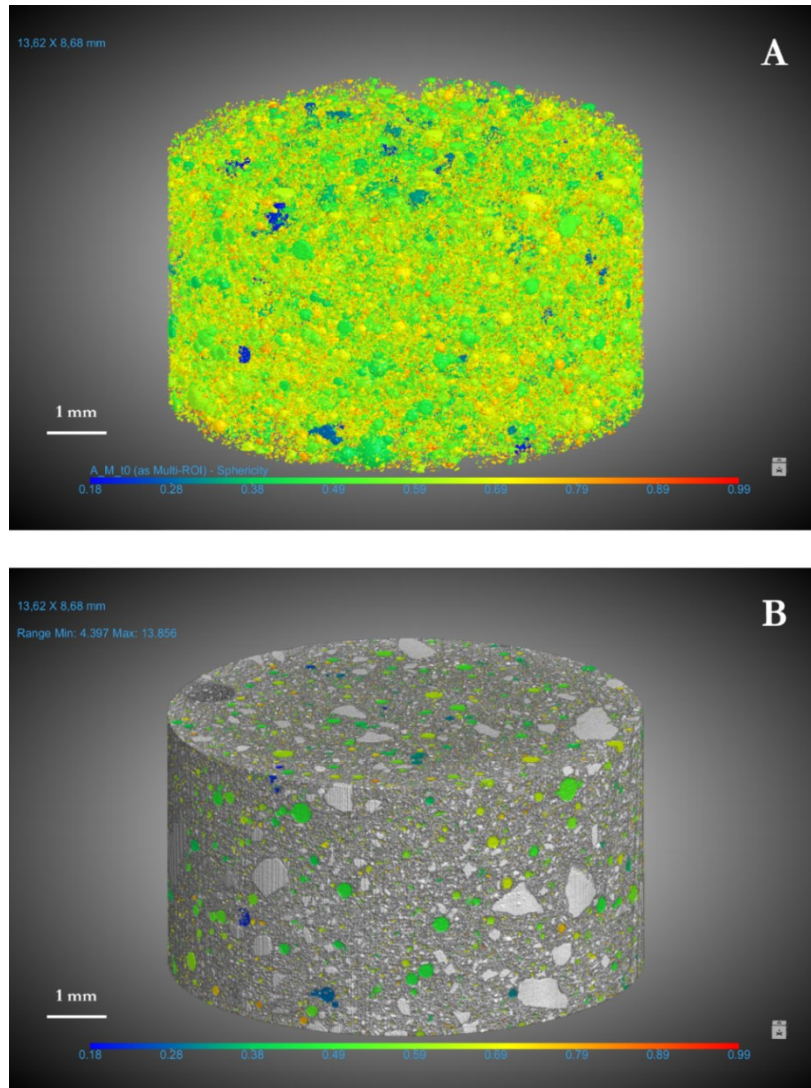 13,62 X 8,68 mm
A
1 mm
A_M_t0 (as Multi-ROI) - Sphericity
0.18 0.28 0.38 0.49 0.59 0.69 0.79 0.89 0.99
13,62 X 8,68 mm
B
Range Min: 4.397 Max: 13.856
1 mm
0.18 0.28 0.38 0.49 0.59 0.69 0.79 0.89 0.99